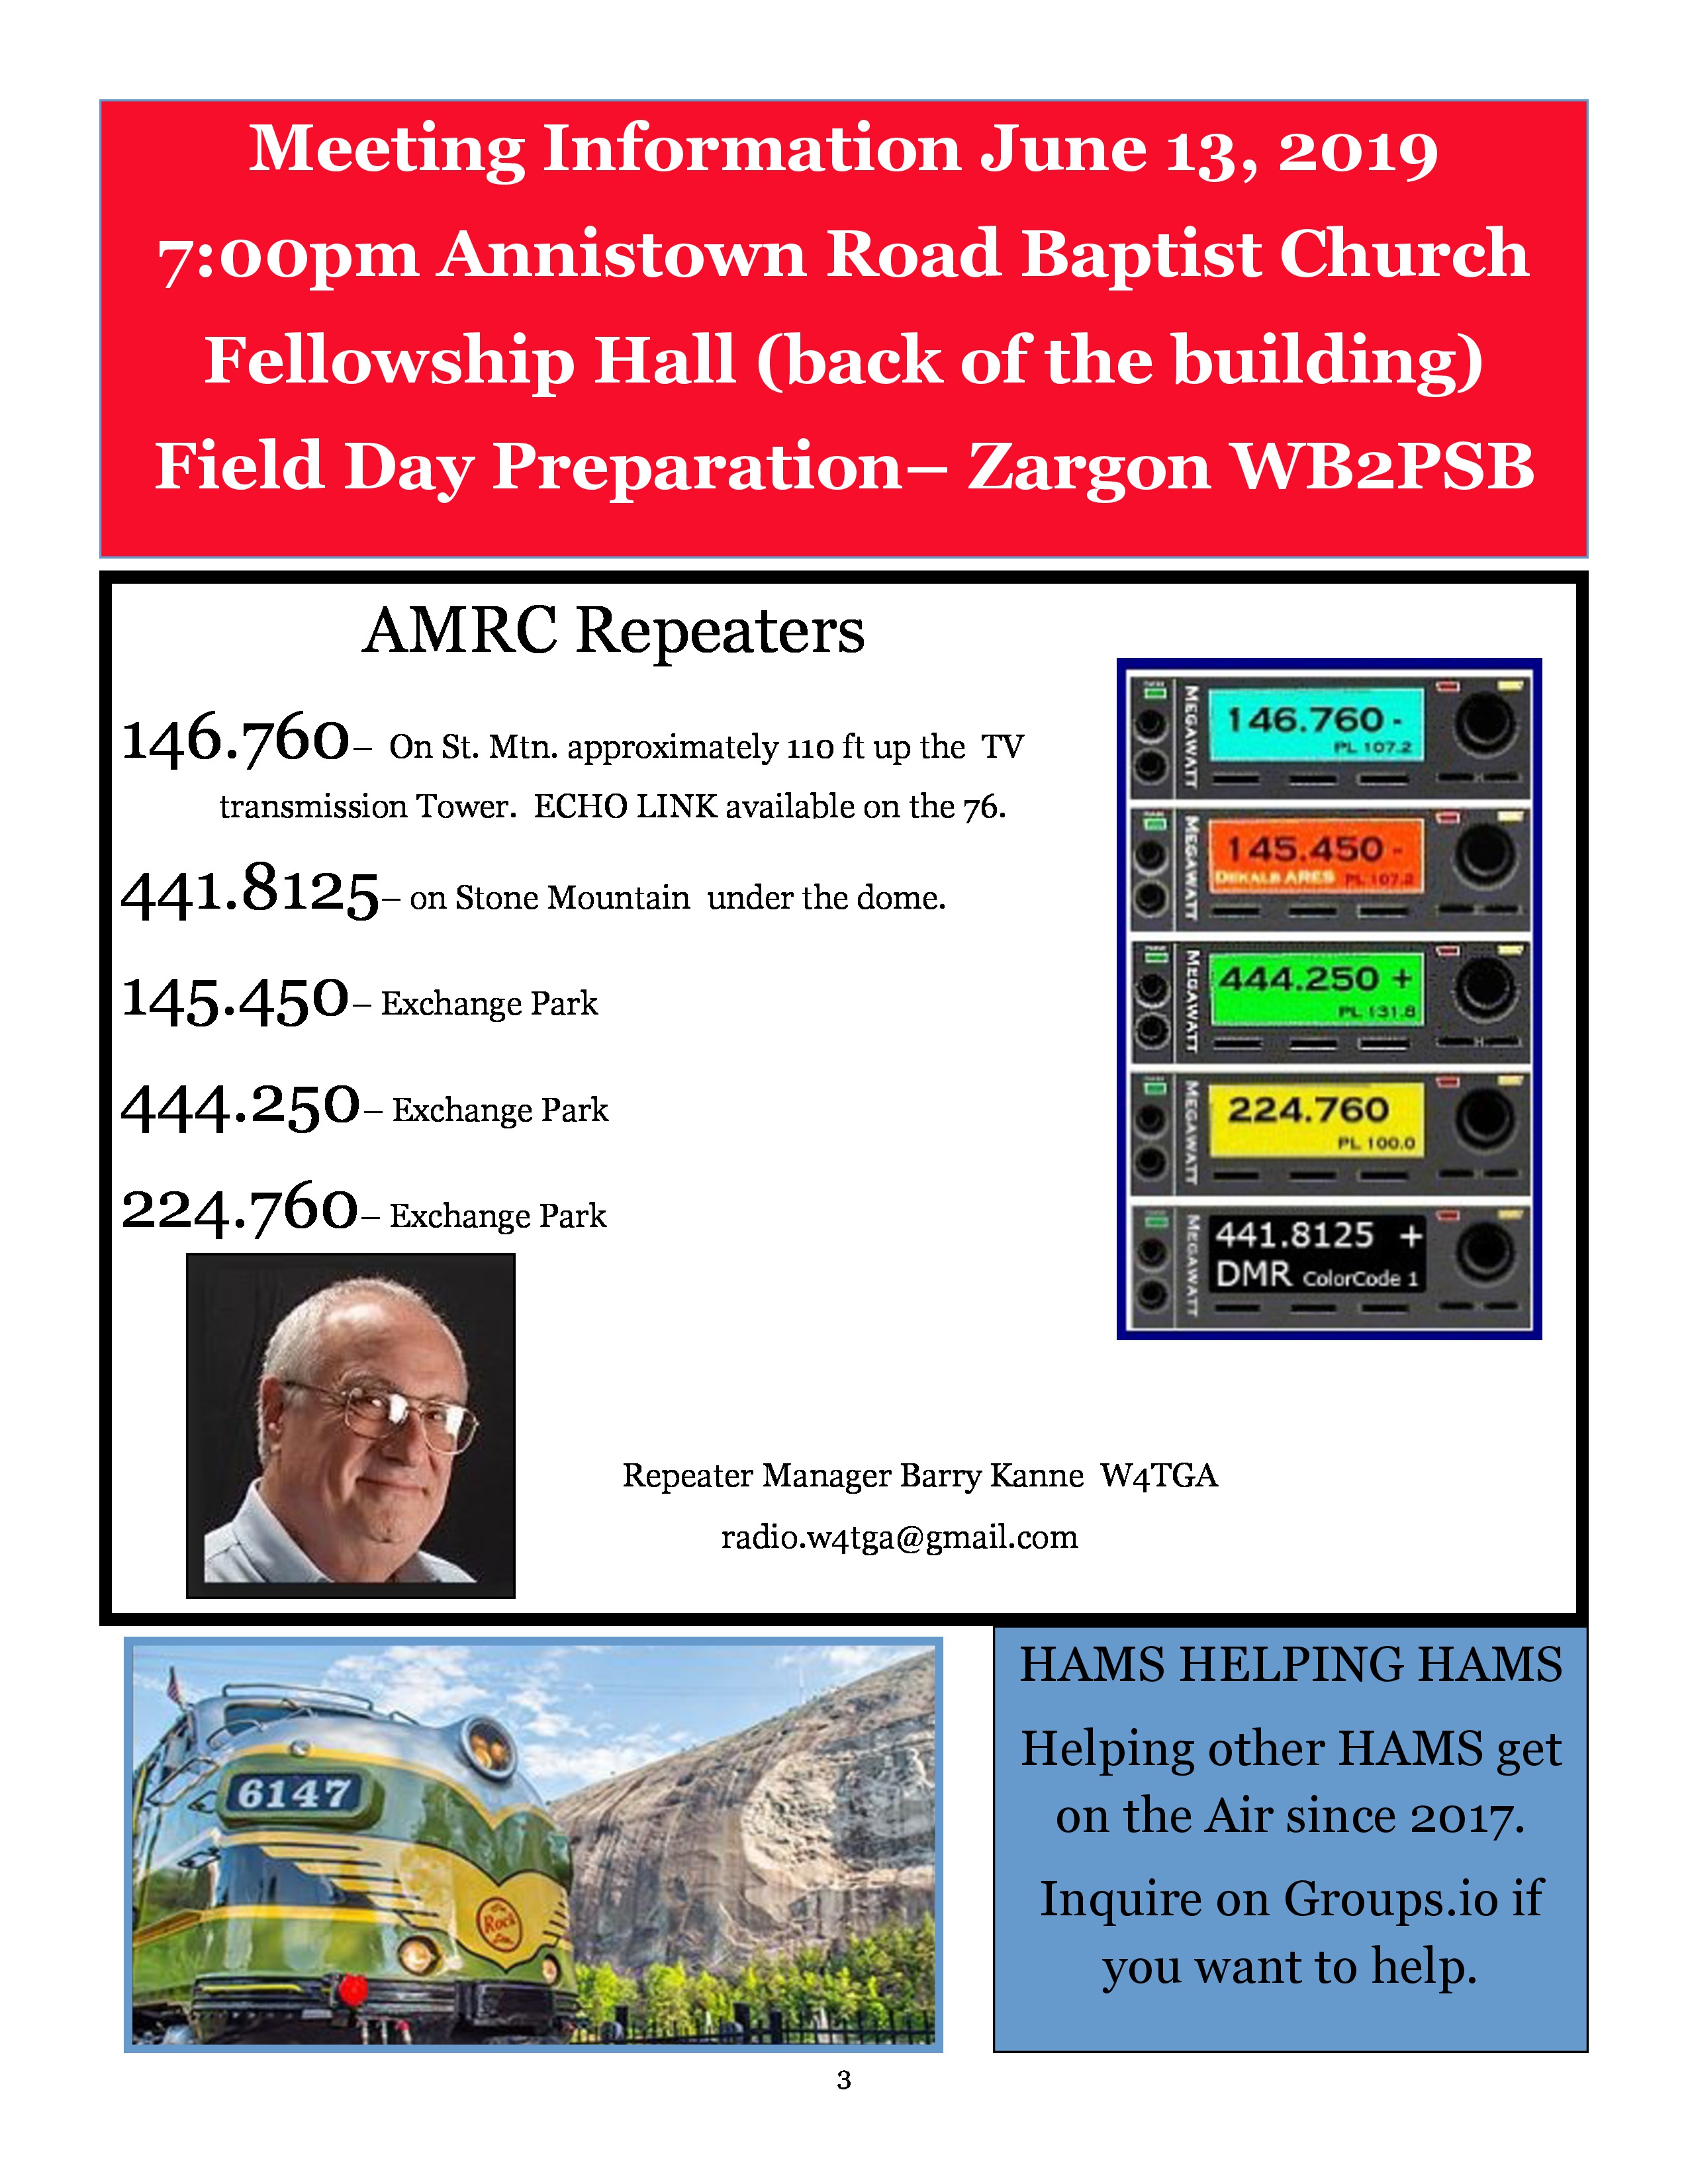 Meeting Information June 13, 2019
7:00pm Annistown Road Baptist Church
Fellowship Hall (back of the building)
Field Day Preparation– Zargon WB2PSB
AMRC Repeaters
146.760– On St. Mtn. approximately 110 ft up the TV
transmission Tower. ECHO LINK available on the 76.
441.8125– on Stone Mountain under the dome.
145.450– Exchange Park
444.250– Exchange Park
224.760– Exchange Park
MEGAWATT
146.760 -
PL 107.2
MEGAWATT
145.450 -
DEKALB ARES PL 107.2
MEGAWATT
444.250 +
PL 131.8
MEGAWATT
224.760
PL 100.0
MEGAWATT
441.8125 +
DMR ColorCode 1
Repeater Manager Barry Kanne W4TGA
radio.w4tga@gmail.com
6147
Rock
HAMS HELPING HAMS
Helping other HAMS get
on the Air since 2017.
Inquire on Groups.io if
you want to help.
3